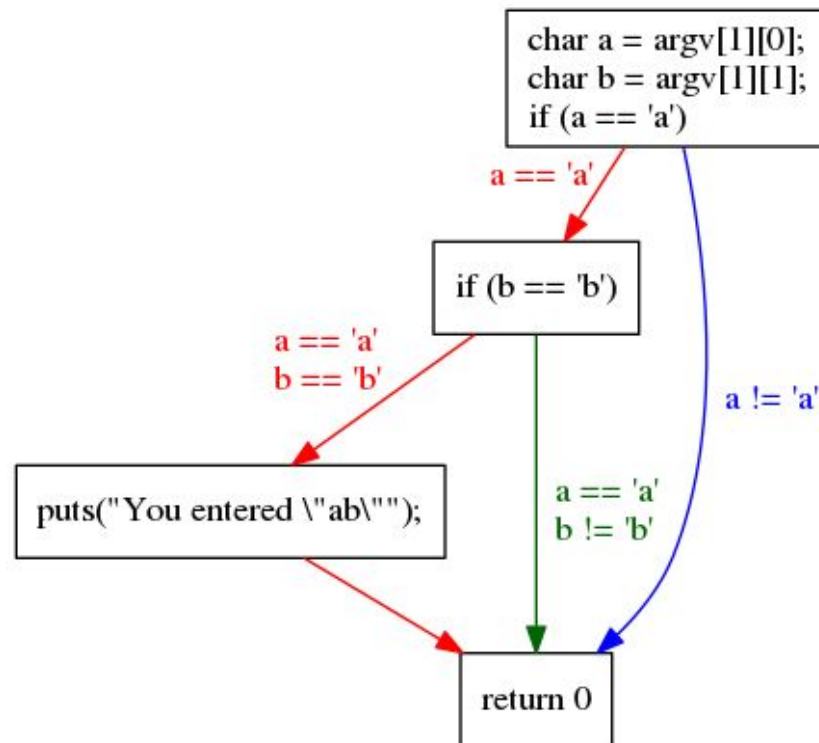 char a = argv[1][0];
char b = argv[1][1];
if (a == 'a')
a == 'a'
if (b == 'b')
a == 'a'
b == 'b'
a != 'a'
puts("You entered \"ab\"");
a == 'a'
b != 'b'
return 0